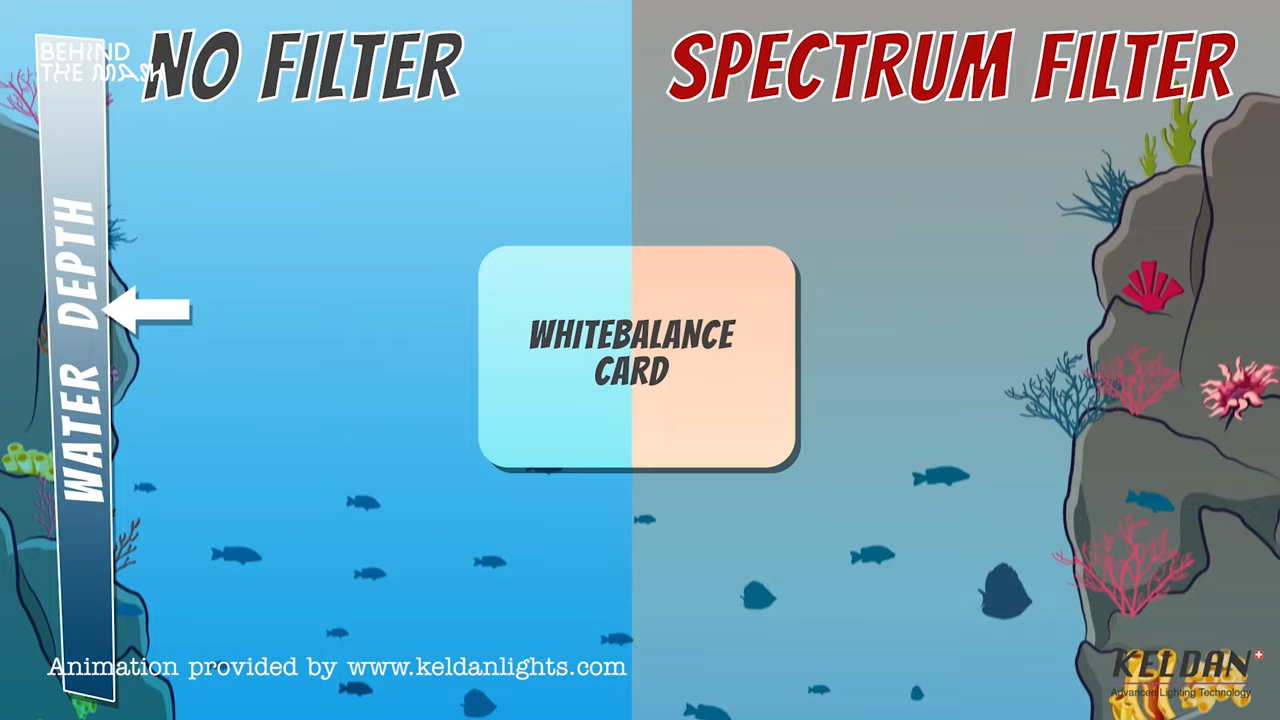 BEHIND
THE MASK
NO FILTER
SPECTRUM FILTER
WATER DEPTH
WHITEBALANCE
CARD
Animation provided by www.keldanlights.com
KELDAN
Advanced Lighting Technology